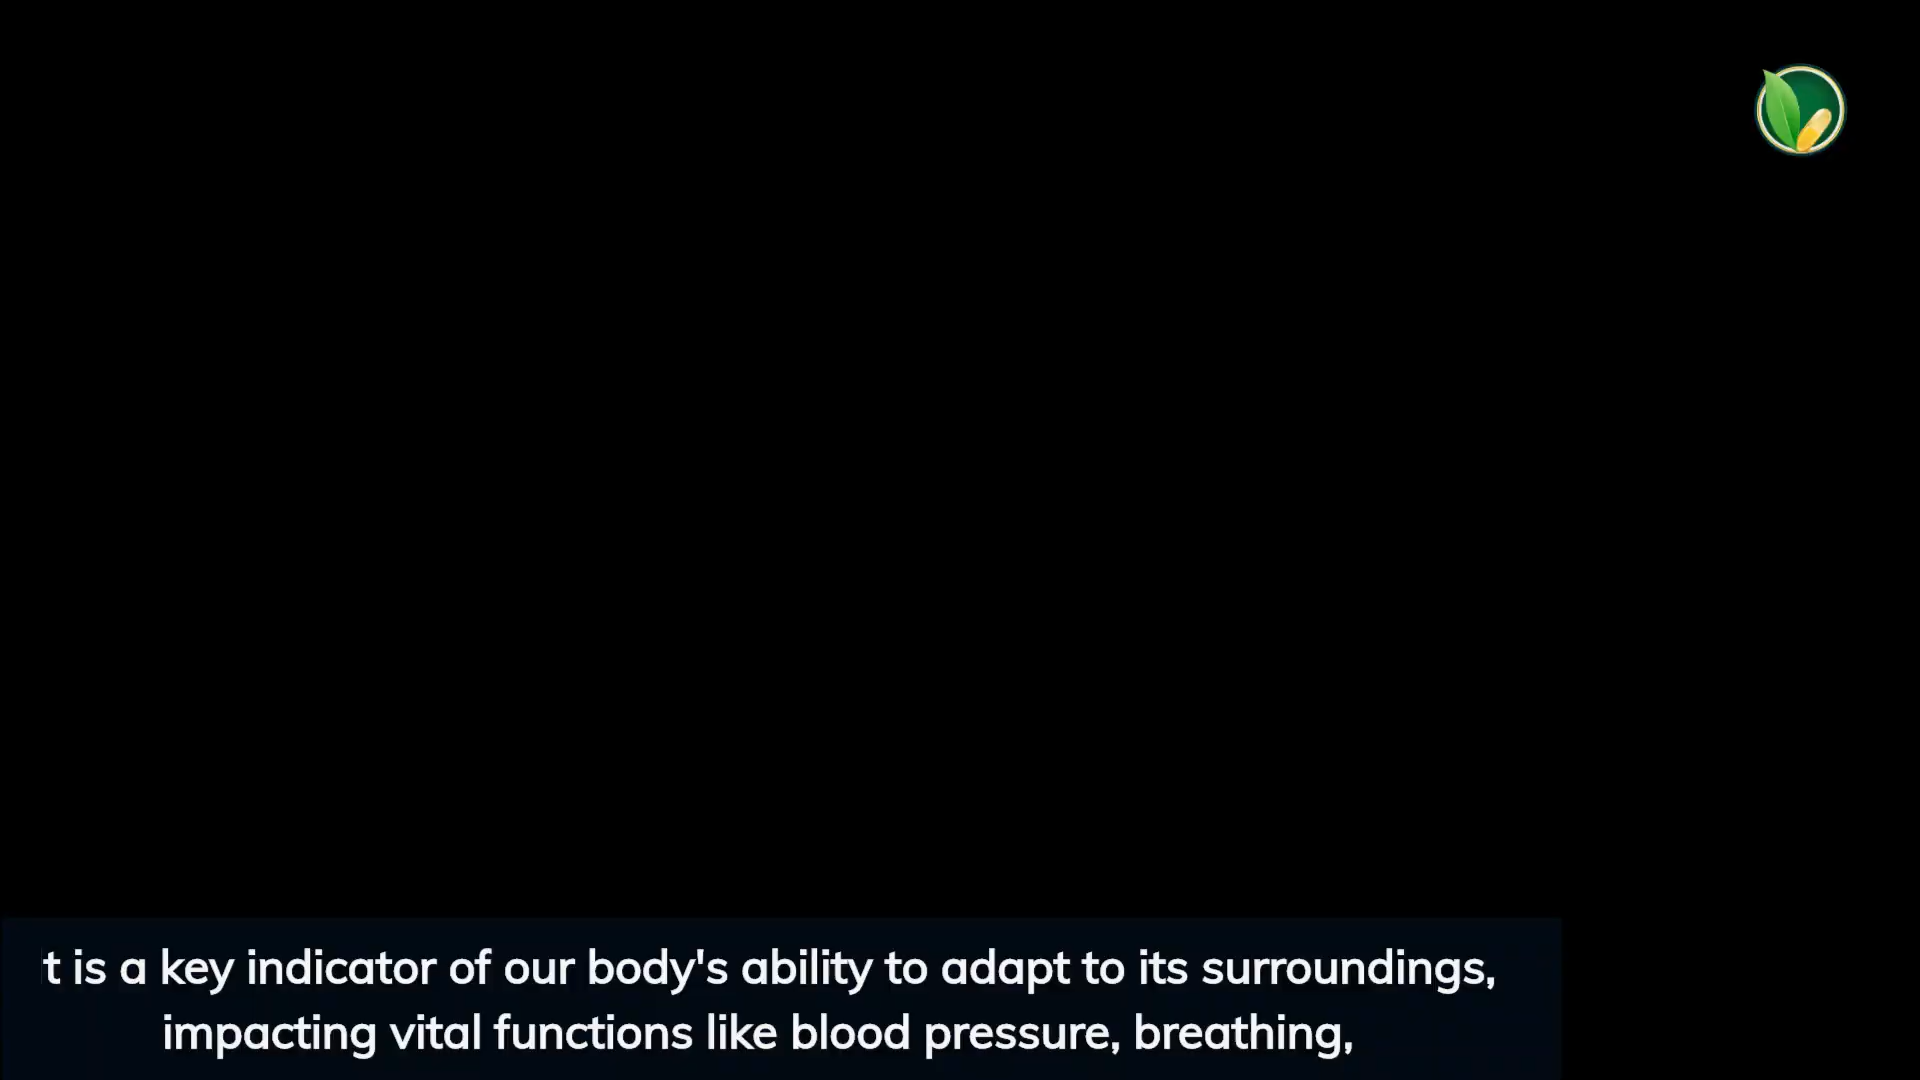 t is a key indicator of our body's ability to adapt to its surroundings,
impacting vital functions like blood pressure, breathing,